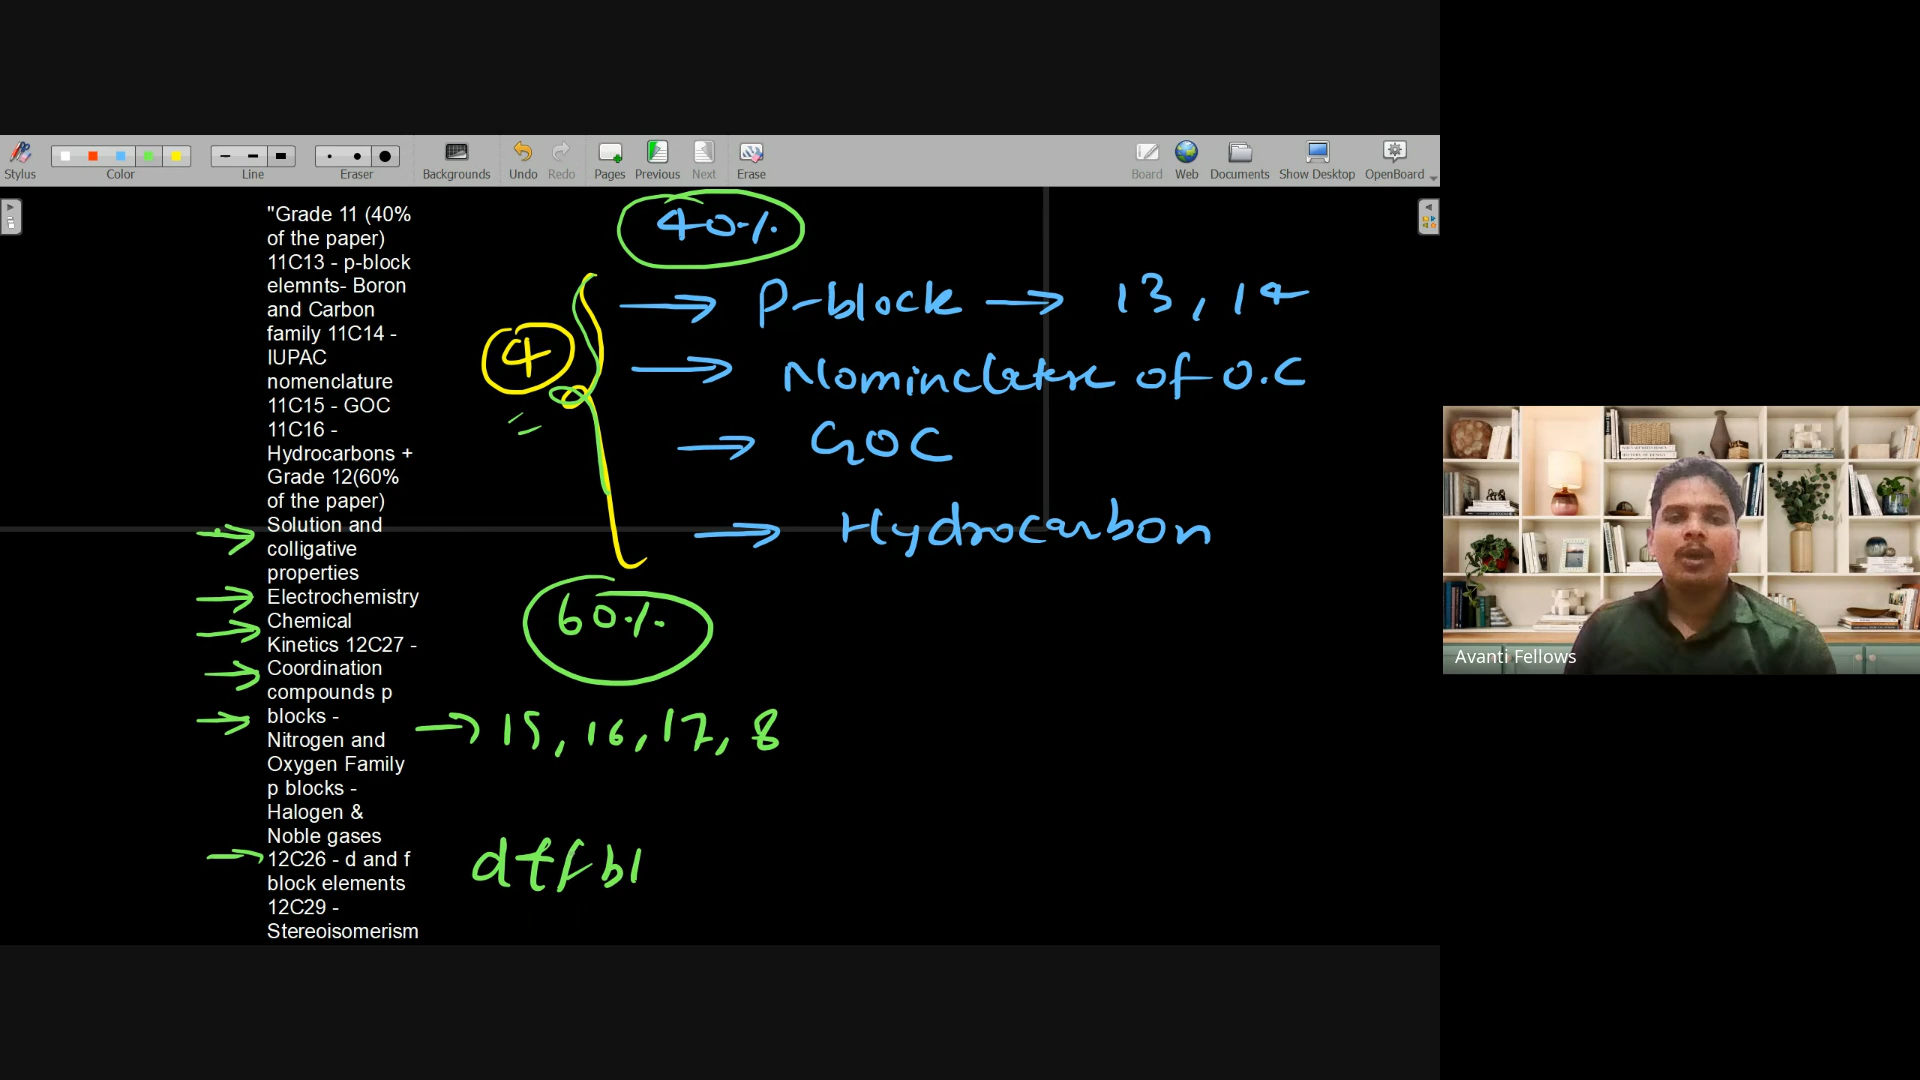 Stylus
Color
Line
Eraser
Backgrounds
Undo
Redo
Pages
Previous
Next
Erase
Board
Web
Documents
Show Desktop
OpenBoard
"Grade 11 (40%
of the paper)
11C13 - p-block
elemnts- Boron
and Carbon
family 11C14 -
IUPAC
nomenclature
11C15 - GOC
11C16 -
Hydrocarbons +
Grade 12(60%
of the paper)
Solution and
colligative
properties
Electrochemistry
Chemical
Kinetics 12C27 -
Coordination
compounds p
blocks -
Nitrogen and
Oxygen Family
p blocks -
Halogen &
Noble gases
12C26 - d and f
block elements
12C29 -
Stereoisomerism
40%
4
→ P-block → 13, 14
→ Nominclature of O.C
→ GOC
→ Hydrocarbon
60%
→ 15, 16, 17, 8
d+f bl
Avanti Fellows